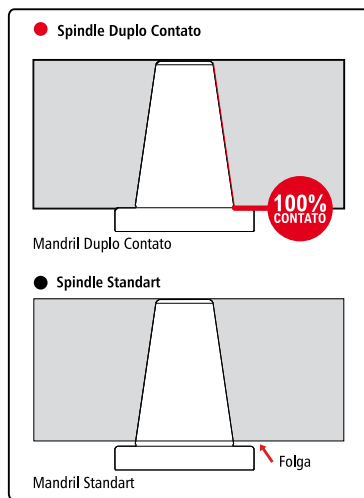 Spindle Duplo Contato
100%
CONTATO
Mandril Duplo Contato
Spindle Standart
Folga
Mandril Standart